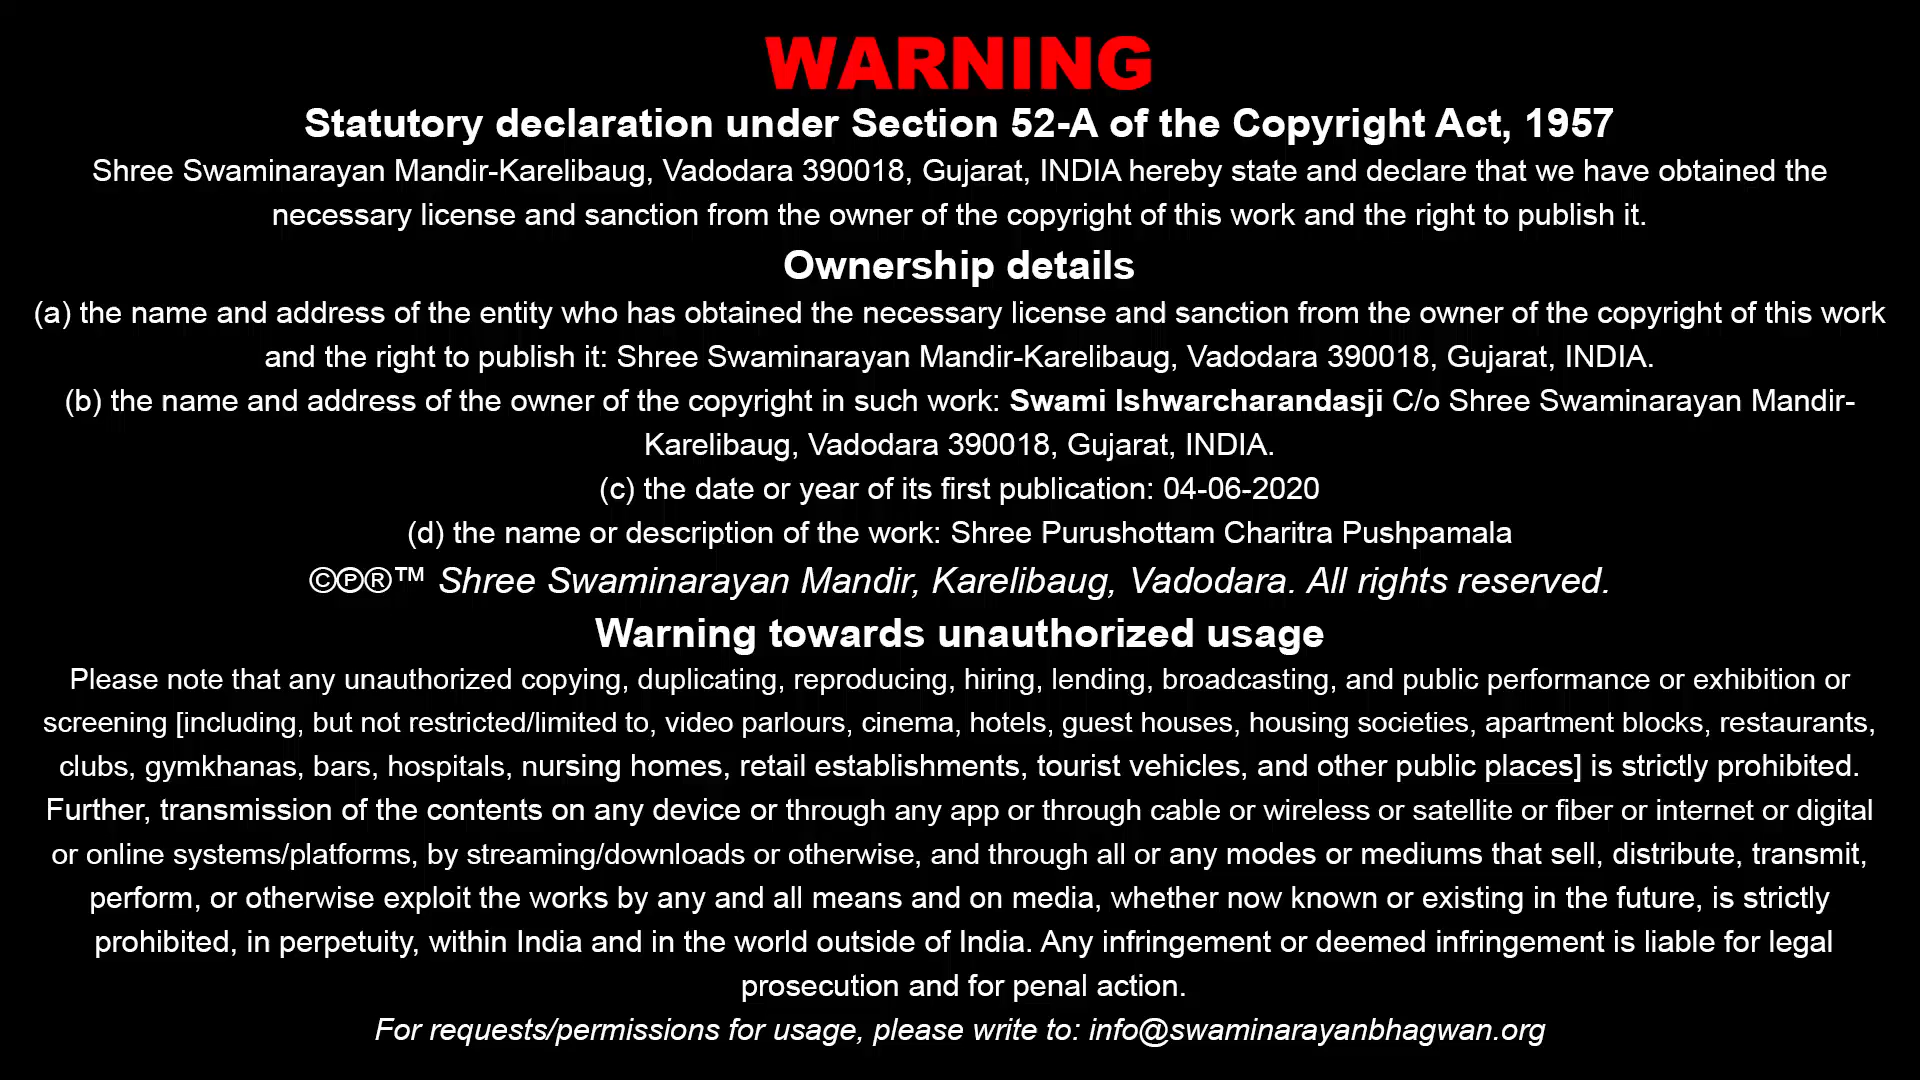 WARNING
Statutory declaration under Section 52-A of the Copyright Act, 1957
Shree Swaminarayan Mandir-Karelibaug, Vadodara 390018, Gujarat, INDIA hereby state and declare that we have obtained the
necessary license and sanction from the owner of the copyright of this work and the right to publish it.
Ownership details
(a) the name and address of the entity who has obtained the necessary license and sanction from the owner of the copyright of this work
and the right to publish it: Shree Swaminarayan Mandir-Karelibaug, Vadodara 390018, Gujarat, INDIA.
(b) the name and address of the owner of the copyright in such work: Swami Ishwarcharandasji C/o Shree Swaminarayan Mandir-
Karelibaug, Vadodara 390018, Gujarat, INDIA.
(c) the date or year of its first publication: 04-06-2020
(d) the name or description of the work: Shree Purushottam Charitra Pushpamala
©℗®™ Shree Swaminarayan Mandir, Karelibaug, Vadodara. All rights reserved.
Warning towards unauthorized usage
Please note that any unauthorized copying, duplicating, reproducing, hiring, lending, broadcasting, and public performance or exhibition or
screening [including, but not restricted/limited to, video parlours, cinema, hotels, guest houses, housing societies, apartment blocks, restaurants,
clubs, gymkhanas, bars, hospitals, nursing homes, retail establishments, tourist vehicles, and other public places] is strictly prohibited.
Further, transmission of the contents on any device or through any app or through cable or wireless or satellite or fiber or internet or digital
or online systems/platforms, by streaming/downloads or otherwise, and through all or any modes or mediums that sell, distribute, transmit,
perform, or otherwise exploit the works by any and all means and on media, whether now known or existing in the future, is strictly
prohibited, in perpetuity, within India and in the world outside of India. Any infringement or deemed infringement is liable for legal
prosecution and for penal action.
For requests/permissions for usage, please write to: info@swaminarayanbhagwan.org